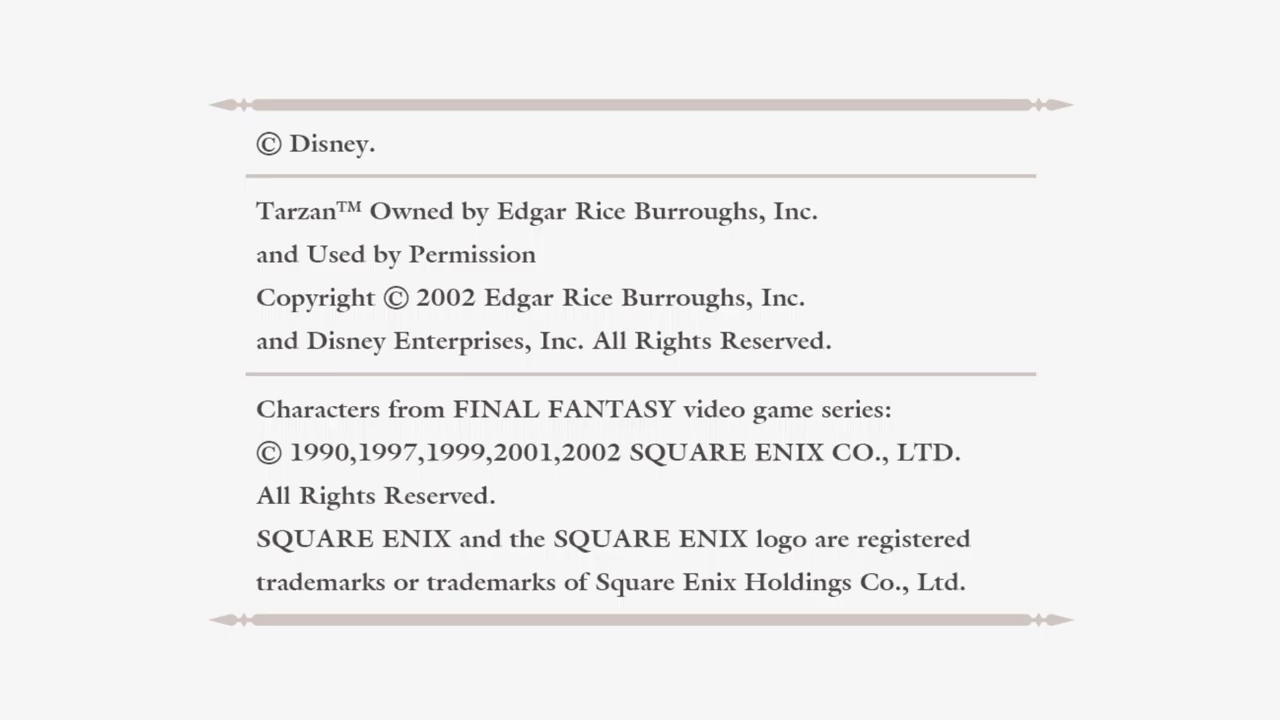 © Disney.
Tarzan™ Owned by Edgar Rice Burroughs, Inc.
and Used by Permission
Copyright © 2002 Edgar Rice Burroughs, Inc.
and Disney Enterprises, Inc. All Rights Reserved.
Characters from FINAL FANTASY video game series:
© 1990,1997,1999,2001,2002 SQUARE ENIX CO., LTD.
All Rights Reserved.
SQUARE ENIX and the SQUARE ENIX logo are registered
trademarks or trademarks of Square Enix Holdings Co., Ltd.